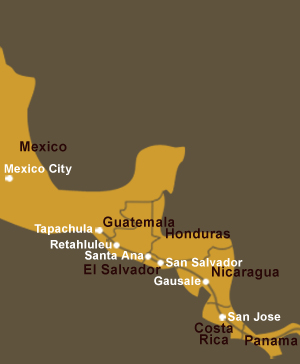 Mexico
Mexico City
Guatemala
Tapachula
Honduras
Retahluleu
Santa Ana
San Salvador
El Salvador
Nicaragua
Gausale
San Jose
Costa
Rica
Panama